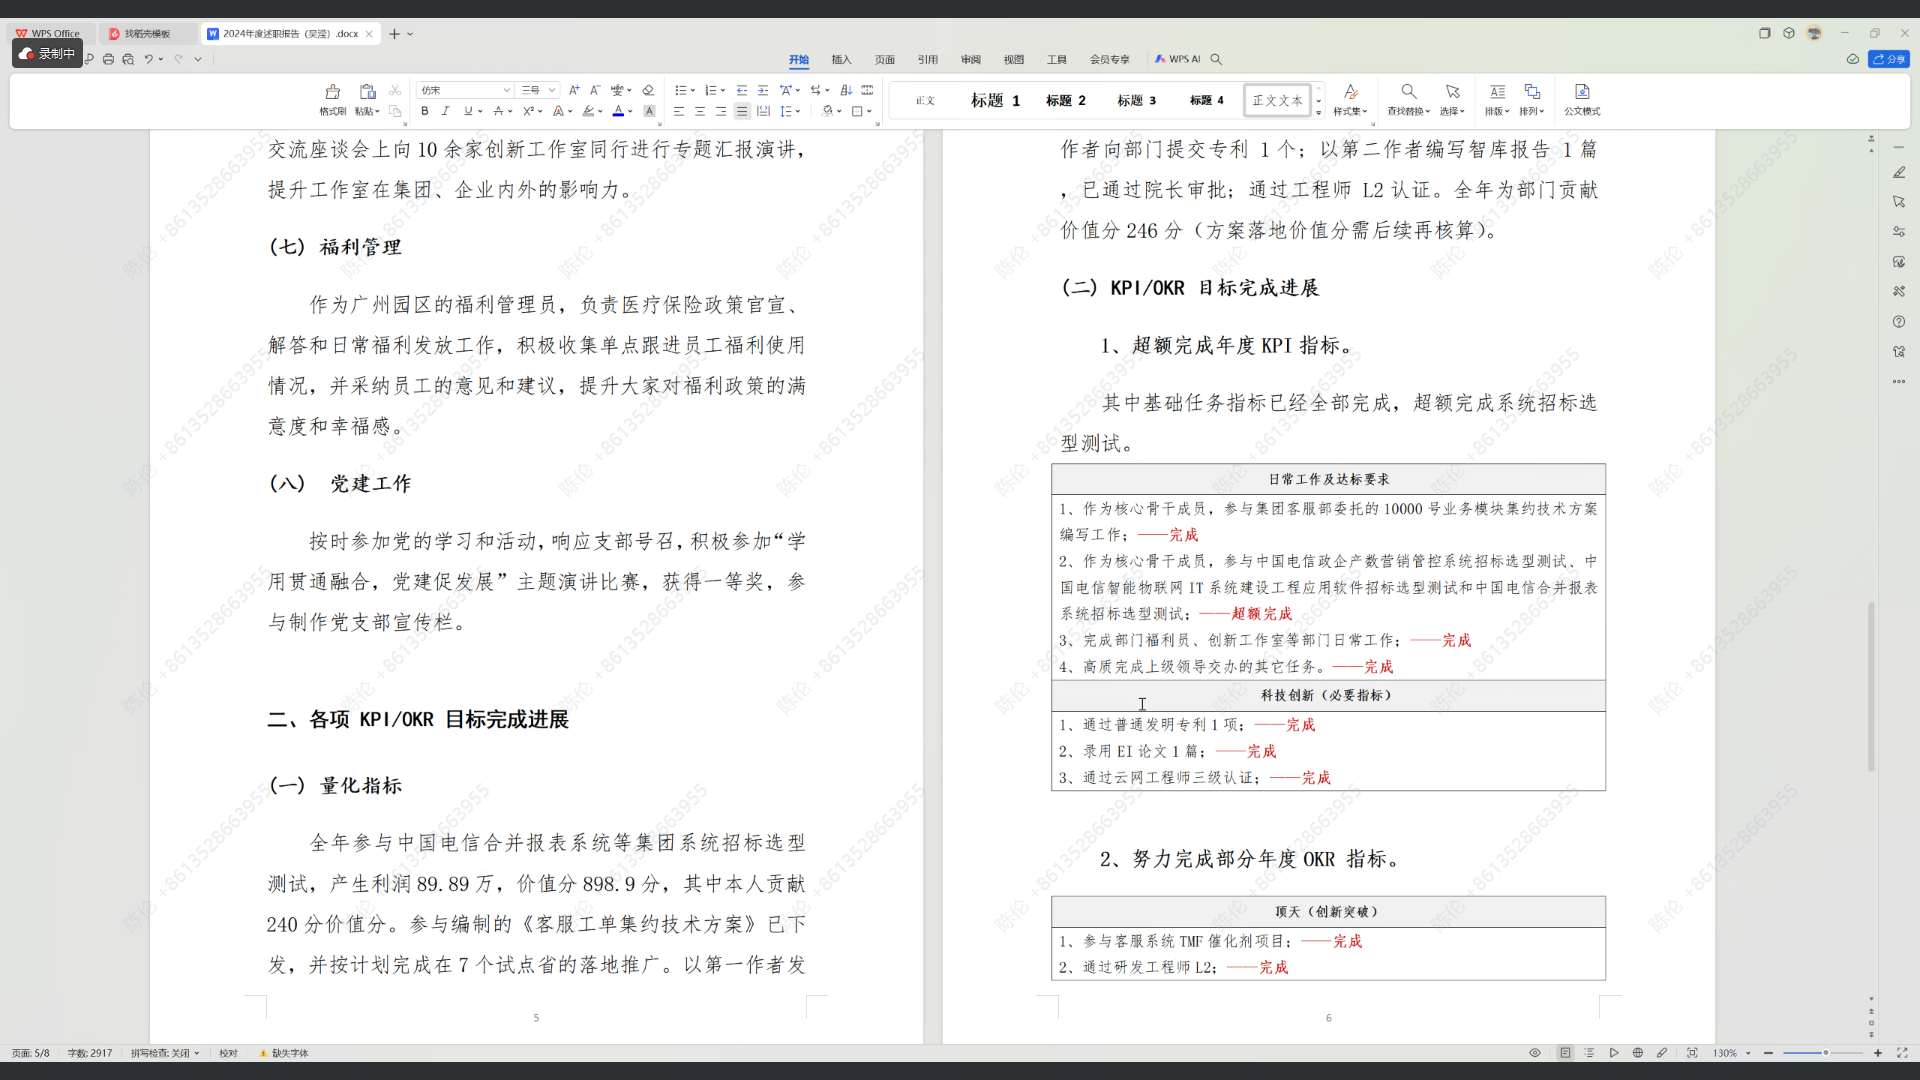 WPS Office
找稻壳模板
2024年度述职报告（吴滢）.docx
录制中
开始
插入
页面
引用
审阅
视图
工具
会员专享
WPS AI
分享
格式刷
粘贴
仿宋
三号
正文
标题 1
标题 2
标题 3
标题 4
正文文本
样式集
查找替换
选择
排版
排列
公文模式
交流座谈会上向 10 余家创新工作室同行进行专题汇报演讲，
提升工作室在集团、企业内外的影响力。
(七) 福利管理
作为广州园区的福利管理员，负责医疗保险政策官宣、
解答和日常福利发放工作，积极收集单点跟进员工福利使用
情况，并采纳员工的意见和建议，提升大家对福利政策的满
意度和幸福感。
(八) 党建工作
按时参加党的学习和活动，响应支部号召，积极参加“学
用贯通融合，党建促发展”主题演讲比赛，获得一等奖，参
与制作党支部宣传栏。
二、各项 KPI/OKR 目标完成进展
(一) 量化指标
全年参与中国电信合并报表系统等集团系统招标选型
测试，产生利润 89.89 万，价值分 898.9 分，其中本人贡献
240 分价值分。参与编制的《客服工单集约技术方案》已下
发，并按计划完成在 7 个试点省的落地推广。以第一作者发
5
作者向部门提交专利 1 个；以第二作者编写智库报告 1 篇
，已通过院长审批；通过工程师 L2 认证。全年为部门贡献
价值分 246 分（方案落地价值分需后续再核算）。
(二) KPI/OKR 目标完成进展
1、超额完成年度 KPI 指标。
其中基础任务指标已经全部完成，超额完成系统招标选
型测试。
日常工作及达标要求
1、作为核心骨干成员，参与集团客服部委托的 10000 号业务模块集约技术方案
编写工作；——完成
2、作为核心骨干成员，参与中国电信政企产数营销管控系统招标选型测试、中
国电信智能物联网 IT 系统建设工程应用软件招标选型测试和中国电信合并报表
系统招标选型测试；——超额完成
3、完成部门福利员、创新工作室等部门日常工作；——完成
4、高质完成上级领导交办的其它任务。——完成
科技创新（必要指标）
1、通过普通发明专利 1 项；——完成
2、录用 EI 论文 1 篇；——完成
3、通过云网工程师三级认证；——完成
2、努力完成部分年度 OKR 指标。
顶天（创新突破）
1、参与客服系统 TMF 催化剂项目；——完成
2、通过研发工程师 L2；——完成
6
陈伦 +8613528663955
页面: 5/8
字数: 2917
拼写检查: 关闭
校对
缺失字体
130%